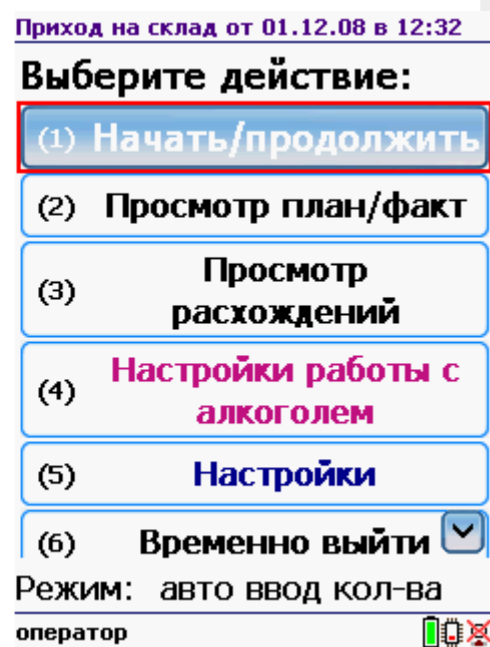 Приход на склад от 01.12.08 в 12:32
Выберите действие:
(1) Начать/продолжить
(2) Просмотр план/факт
(3) Просмотр
расхождений
(4) Настройки работы с
алкоголем
(5) Настройки
(6) Временно выйти
Режим: авто ввод кол-ва
оператор